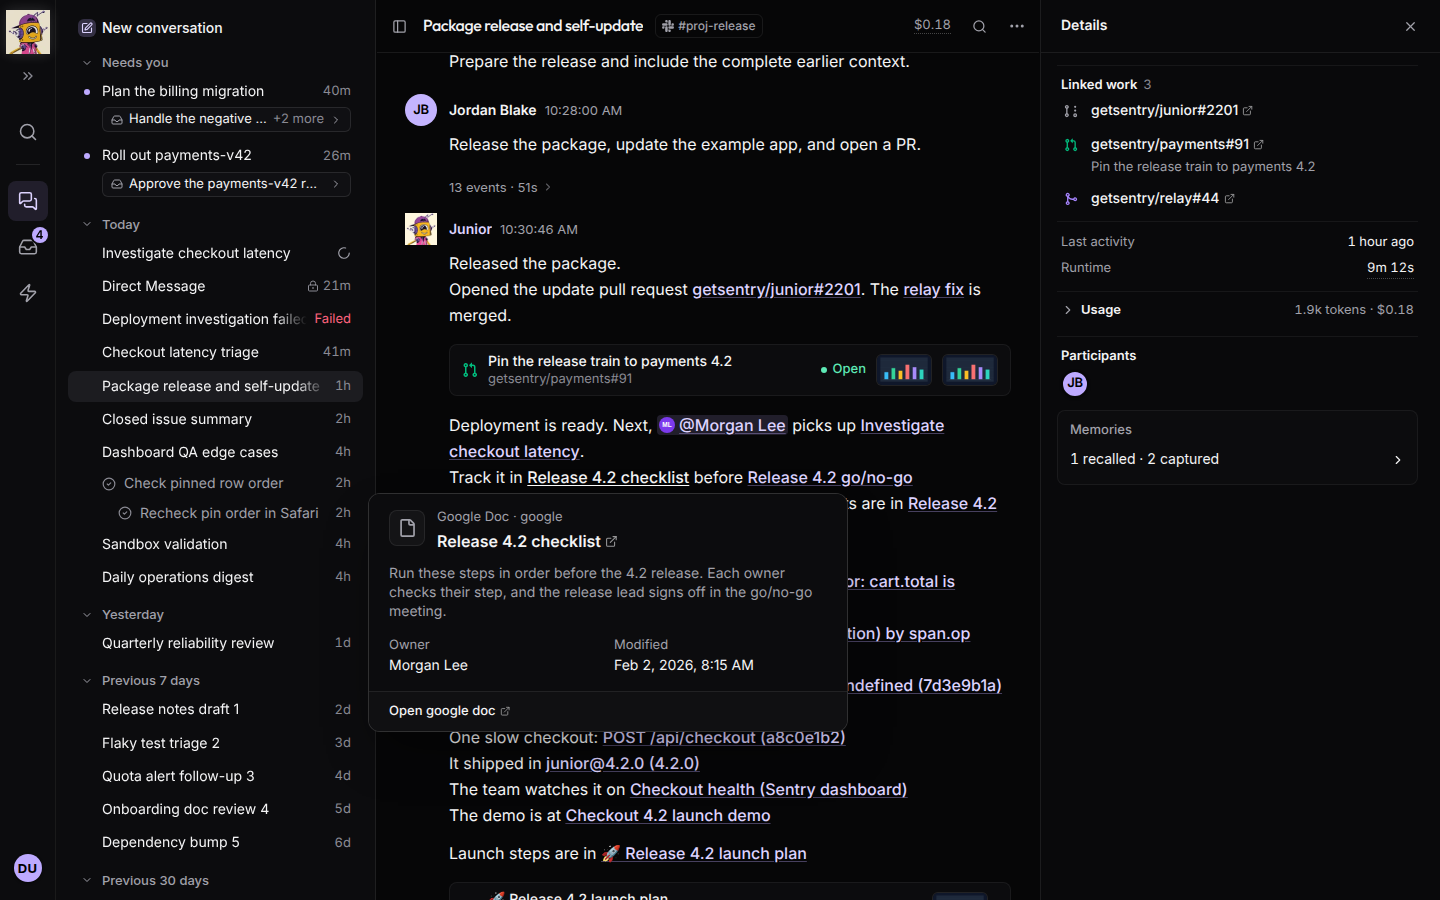 New conversation
Needs you
Plan the billing migration 40m
Handle the negative ... +2 more
Roll out payments-v42 26m
Approve the payments-v42 r...
Today
4
Investigate checkout latency
Direct Message 21m
Deployment investigation failed Failed
Checkout latency triage 41m
Package release and self-update 1h
Closed issue summary 2h
Dashboard QA edge cases 4h
Check pinned row order 2h
Recheck pin order in Safari 2h
Sandbox validation 4h
Daily operations digest 4h
Yesterday
Quarterly reliability review 1d
Previous 7 days
Release notes draft 1 2d
Flaky test triage 2 3d
Quota alert follow-up 3 4d
Onboarding doc review 4 5d
Dependency bump 5 6d
Previous 30 days
DU
Package release and self-update #proj-release $0.18
Prepare the release and include the complete earlier context.
JB Jordan Blake 10:28:00 AM
Release the package, update the example app, and open a PR.
13 events · 51s
Junior 10:30:46 AM
Released the package.
Opened the update pull request getsentry/junior#2201. The relay fix is
merged.
Pin the release train to payments 4.2
getsentry/payments#91
Open
Deployment is ready. Next, ML @Morgan Lee picks up Investigate
checkout latency.
Track it in Release 4.2 checklist before Release 4.2 go/no-go
s are in Release 4.2
Google Doc · google
Release 4.2 checklist
Run these steps in order before the 4.2 release. Each owner
checks their step, and the release lead signs off in the go/no-go
meeting.
Owner Modified
Morgan Lee Feb 2, 2026, 8:15 AM
Open google doc
or: cart.total is
tion) by span.op
ndefined (7d3e9b1a)
One slow checkout: POST /api/checkout (a8c0e1b2)
It shipped in junior@4.2.0 (4.2.0)
The team watches it on Checkout health (Sentry dashboard)
The demo is at Checkout 4.2 launch demo
Launch steps are in 🚀 Release 4.2 launch plan
🚀 Release 4.2 launch plan
Details
Linked work 3
getsentry/junior#2201
getsentry/payments#91
Pin the release train to payments 4.2
getsentry/relay#44
Last activity 1 hour ago
Runtime 9m 12s
Usage 1.9k tokens · $0.18
Participants
JB
Memories
1 recalled · 2 captured